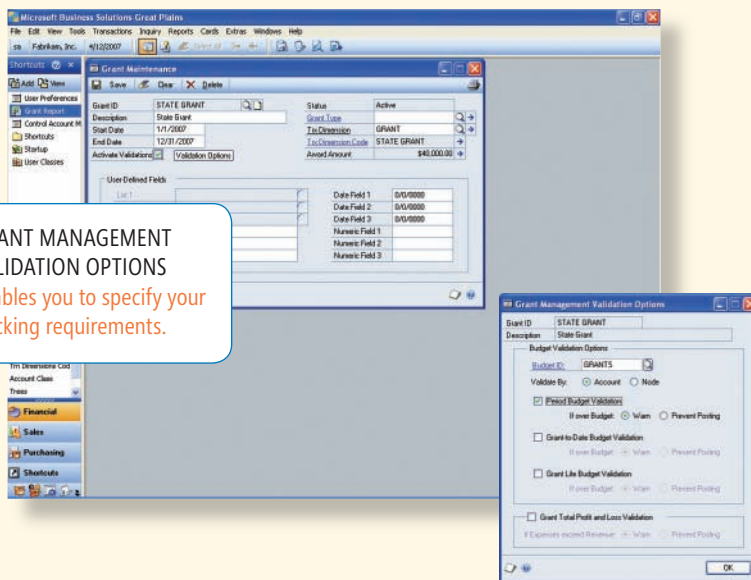 Microsoft Business Solutions Great Plains
File Edit View Tools Transactions Inquiry Reports Cards Extras Windows Help
sa Fabrikam, Inc. 4/12/2007
Shortcuts
Add View
User Preferences
Grant Report
Control Account M
Shortcuts
Startup
User Classes
Grant Maintenance
Save Clear Delete
Grant ID STATE GRANT Status Active
Description State Grant Grant Type
Start Date 1/1/2007 Trx Dimension GRANT
End Date 12/31/2007 Trx Dimension Code STATE GRANT
Activate Validations Validation Options Award Amount $40,000.00
User-Defined Fields
List 1 Date Field 1 0/0/0000
Date Field 2 0/0/0000
Date Field 3 0/0/0000
Numeric Field 1
Numeric Field 2
Numeric Field 3
ANT MANAGEMENT
LIDATION OPTIONS
ables you to specify your
cking requirements.
Trx Dimensions Cod
Account Class
Trees
Financial
Sales
Purchasing
Shortcuts
Grant Management Validation Options
Grant ID STATE GRANT
Description State Grant
Budget Validation Options
Budget ID: GRANTS
Validate By: Account Node
Period Budget Validation
If over Budget: Warn Prevent Posting
Grant-to-Date Budget Validation
If over Budget: Warn Prevent Posting
Grant Life Budget Validation
If over Budget: Warn Prevent Posting
Grant Total Profit and Loss Validation
If Expenses exceed Revenue: Warn Prevent Posting
OK